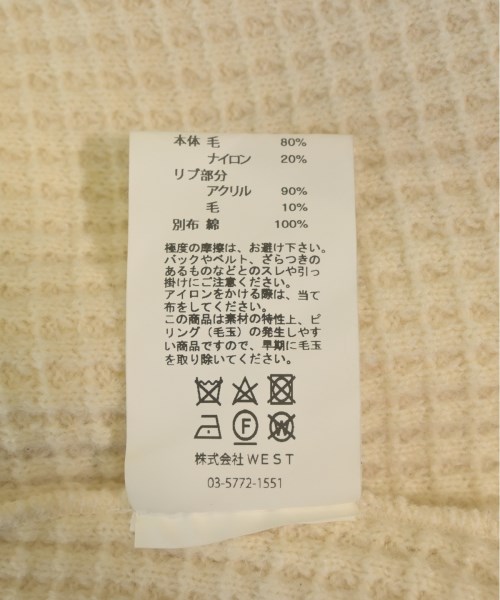 本体 毛 80%
ナイロン 20%
リブ部分
アクリル 90%
毛 10%
別布 綿 100%
極度の摩擦は、お避け下さい。
バックやベルト、ざらつきの
あるものなどとのスレや引っ
掛けにご注意ください。
アイロンをかける際は、当て
布をしてください。
この商品は素材の特性上、ピ
リング（毛玉）の発生しやす
い商品ですので、早期に毛玉
を取り除いてください。
F W
株式会社WEST
03-5772-1551